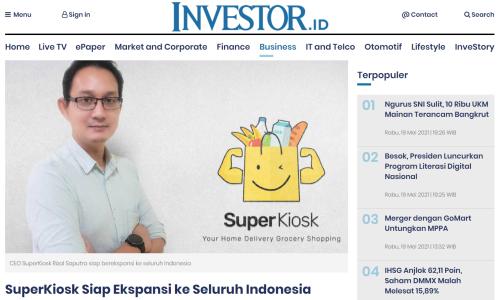 Menu
Sign in
INVESTOR.ID
@ Contact
Search
Home Live TV ePaper Market and Corporate Finance Business IT and Telco Otomotif Lifestyle InveStory
SuperKiosk
Your Home Delivery Grocery Shopping
CEO SuperKiosk Rizal Saputra siap berekspansi ke seluruh Indonesia
SuperKiosk Siap Ekspansi ke Seluruh Indonesia
Terpopuler
01
Ngurus SNI Sulit, 10 Ribu UKM
Mainan Terancam Bangkrut
Rabu, 19 Mei 2021 | 19:26 WIB
02
Besok, Presiden Luncurkan
Program Literasi Digital
Nasional
Rabu, 19 Mei 2021 | 19:25 WIB
03
Merger dengan GoMart
Untungkan MPPA
Rabu, 19 Mei 2021 | 13:32 WIB
04
IHSG Anjlok 62,11 Poin,
Saham DMMX Malah
Melesat 15,89%